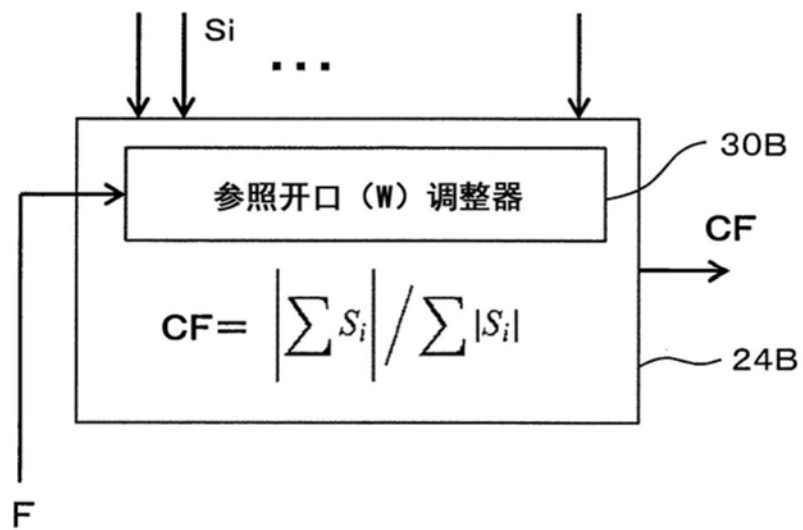 Si
...
30B
参照开口（W）调整器
CF
CF= |∑ Si| / ∑ |Si|
24B
F